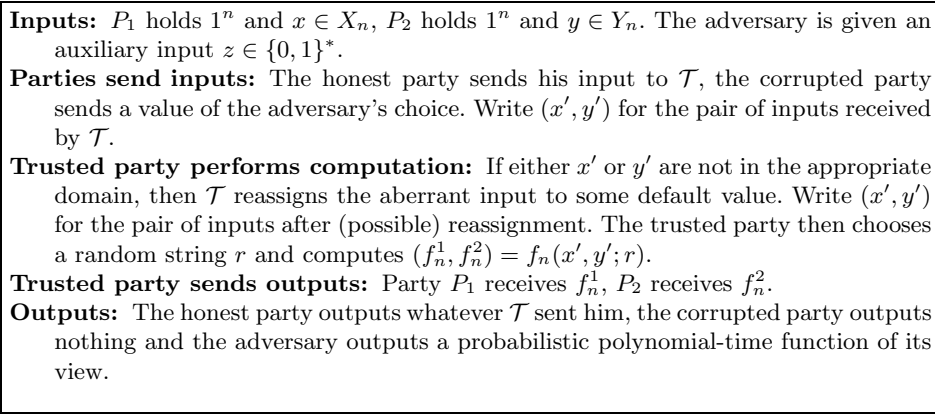 Inputs: P₁ holds 1ⁿ and x ∈ Xₙ, P₂ holds 1ⁿ and y ∈ Yₙ. The adversary is given an
auxiliary input z ∈ {0, 1}*.
Parties send inputs: The honest party sends his input to 𝒯, the corrupted party
sends a value of the adversary's choice. Write (x′, y′) for the pair of inputs received
by 𝒯.
Trusted party performs computation: If either x′ or y′ are not in the appropriate
domain, then 𝒯 reassigns the aberrant input to some default value. Write (x′, y′)
for the pair of inputs after (possible) reassignment. The trusted party then chooses
a random string r and computes (fₙ¹, fₙ²) = fₙ(x′, y′; r).
Trusted party sends outputs: Party P₁ receives fₙ¹, P₂ receives fₙ².
Outputs: The honest party outputs whatever 𝒯 sent him, the corrupted party outputs
nothing and the adversary outputs a probabilistic polynomial-time function of its
view.